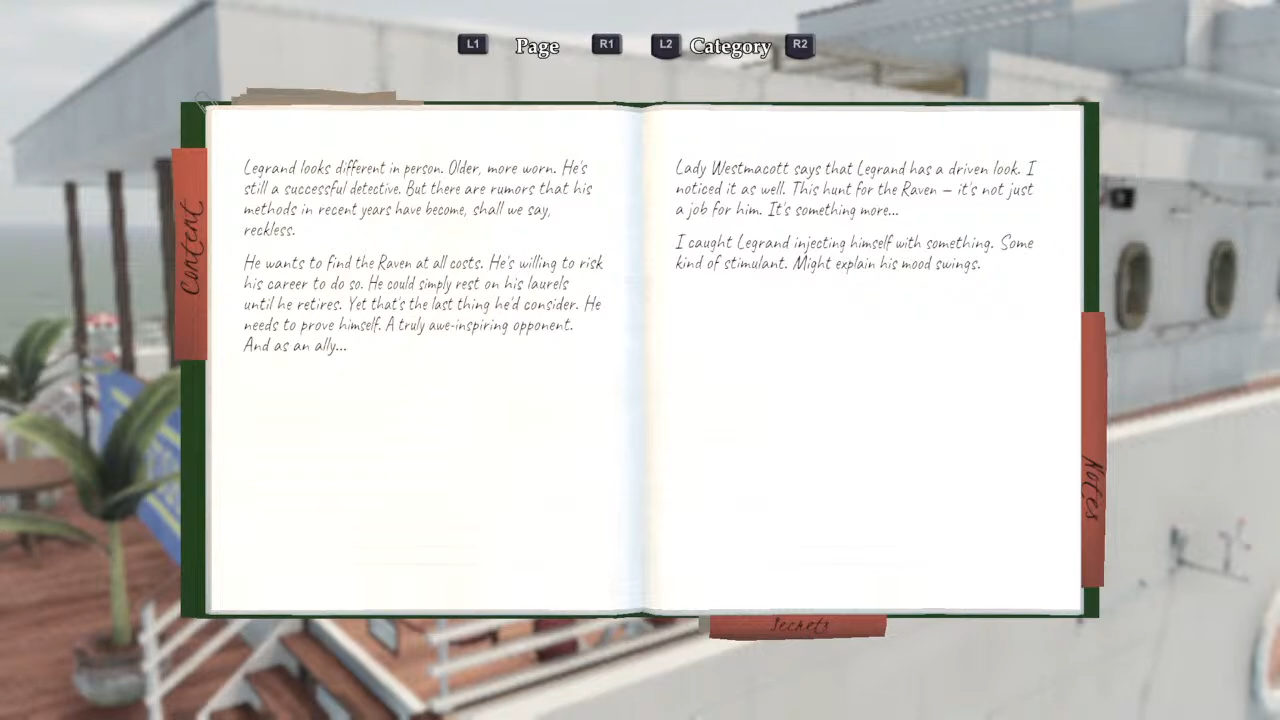 L1 Page R1 L2 Category R2
Content
Legrand looks different in person. Older, more worn. He's
still a successful detective. But there are rumors that his
methods in recent years have become, shall we say,
reckless.
He wants to find the Raven at all costs. He's willing to risk
his career to do so. He could simply rest on his laurels
until he retires. Yet that's the last thing he'd consider. He
needs to prove himself. A truly awe-inspiring opponent.
And as an ally...
Lady Westmacott says that Legrand has a driven look. I
noticed it as well. This hunt for the Raven – it's not just
a job for him. It's something more...
I caught Legrand injecting himself with something. Some
kind of stimulant. Might explain his mood swings.
Notes
Secrets